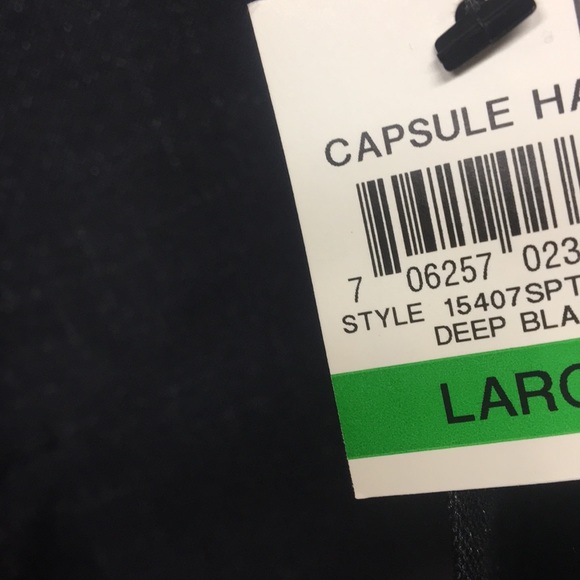 CAPSULE HA
7 06257 023
STYLE 15407SPT
DEEP BLA
LARG